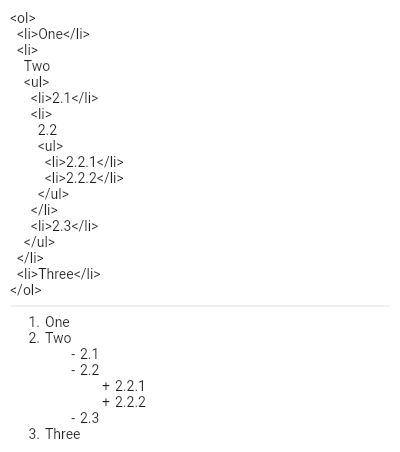 <ol>
  <li>One</li>
  <li>
    Two
    <ul>
      <li>2.1</li>
      <li>
        2.2
        <ul>
          <li>2.2.1</li>
          <li>2.2.2</li>
        </ul>
      </li>
      <li>2.3</li>
    </ul>
  </li>
  <li>Three</li>
</ol>
1. One
2. Two
- 2.1
- 2.2
+ 2.2.1
+ 2.2.2
- 2.3
3. Three